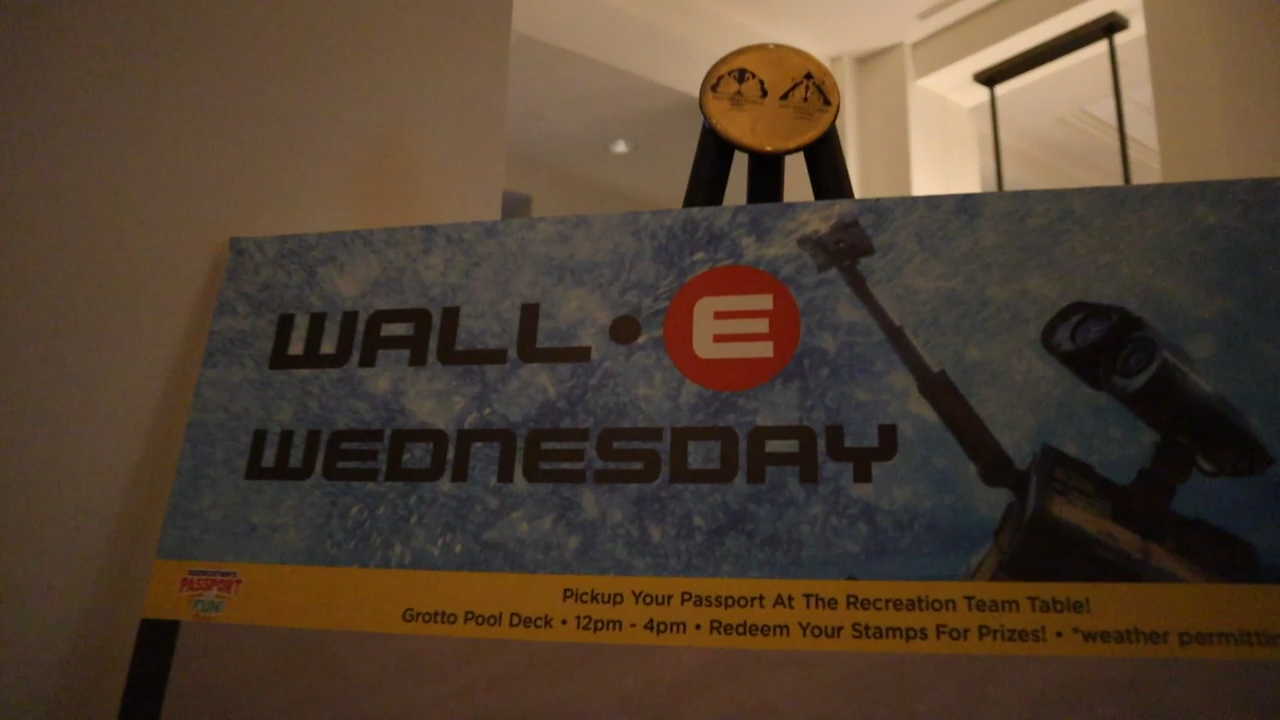 WALL•E
WEDNESDAY
PASSPORT
FUN!
Pickup Your Passport At The Recreation Team Table!
Grotto Pool Deck • 12pm - 4pm • Redeem Your Stamps For Prizes! • *weather permittin